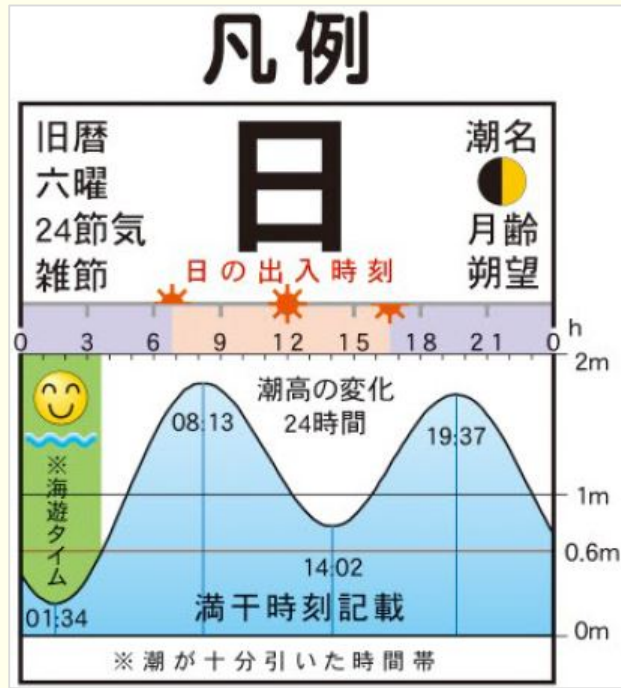 凡例
旧暦
六曜
24節気
雑節
日
潮名
月齢
朔望
日の出入時刻
0 3 6 9 12 15 18 21 0 h
2m
潮高の変化
24時間
08:13
19:37
※海遊タイム
1m
0.6m
14:02
01:34
満干時刻記載
0m
※潮が十分引いた時間帯